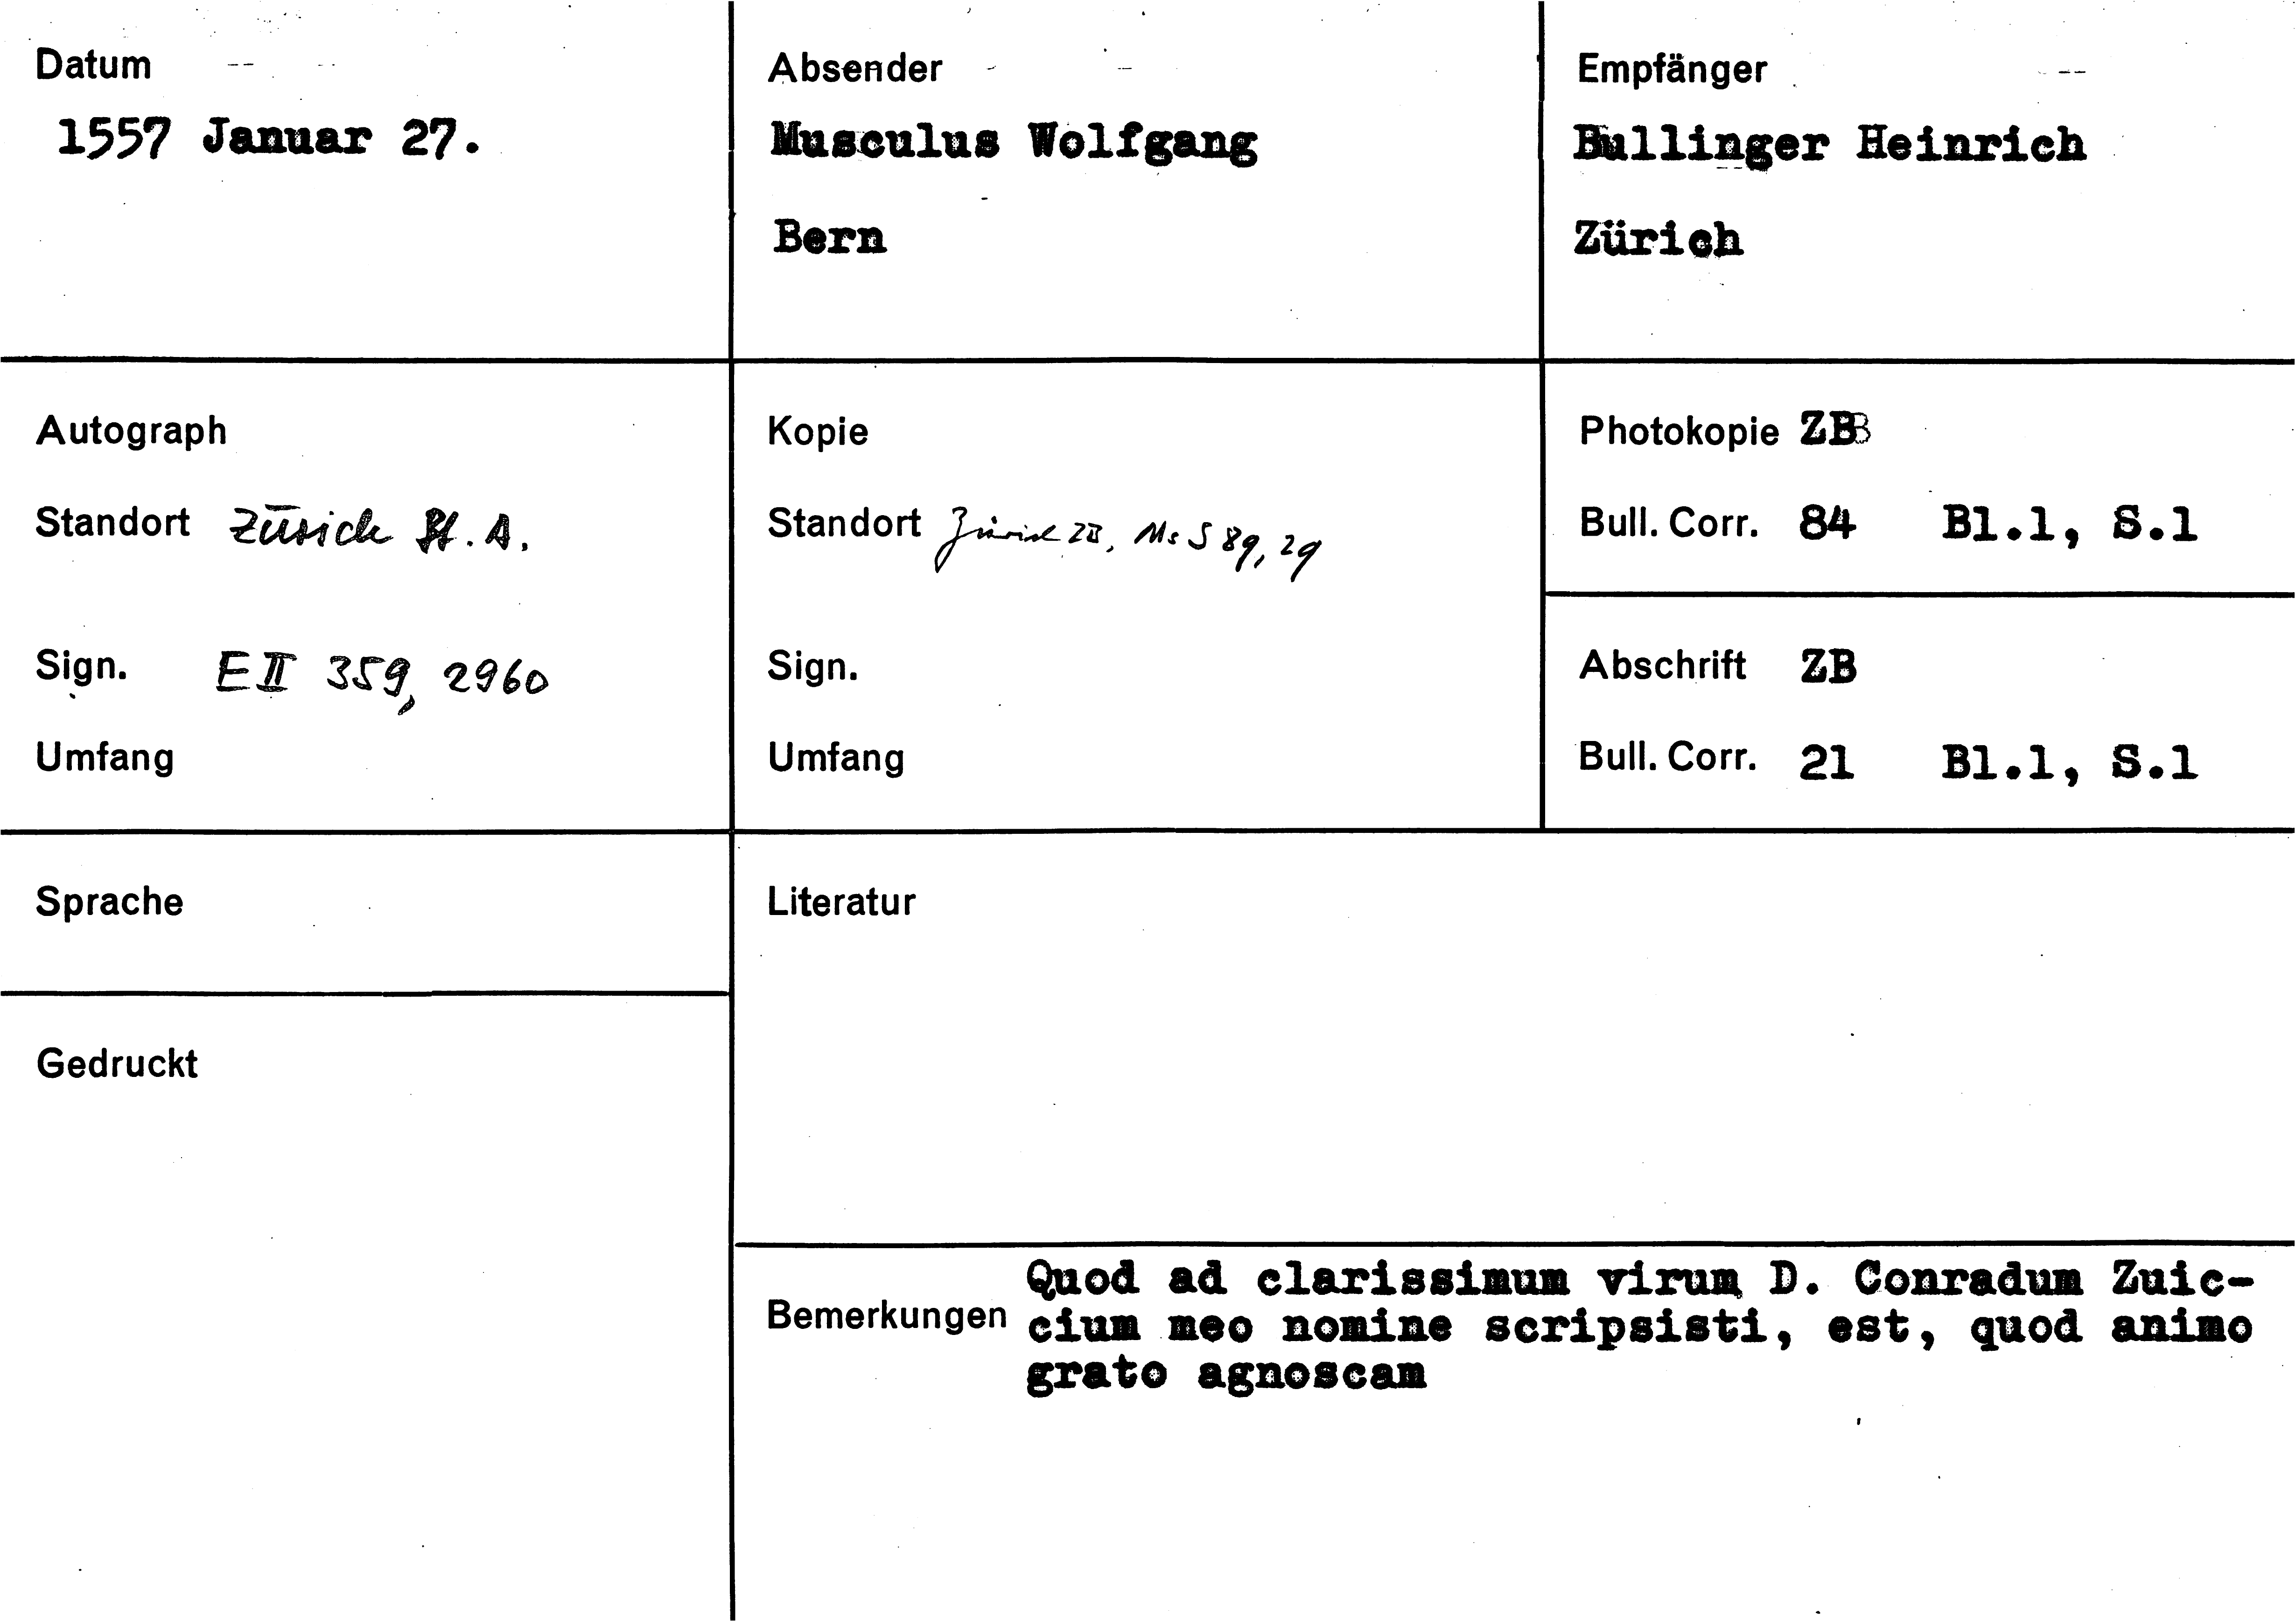 Datum
1557 Januar 27.
Absender
Musculus Wolfgang
Bern
Empfänger
Bullinger Heinrich
Zürich
Autograph
Standort Zürich St. A.
Sign. E II 359, 2960
Umfang
Kopie
Standort Zürich ZB, Ms S 89, 29
Sign.
Umfang
Photokopie ZB
Bull. Corr. 84 Bl.1, S.1
Abschrift ZB
Bull. Corr. 21 Bl.1, S.1
Sprache
Gedruckt
Literatur
Bemerkungen
Quod ad clarissimum virum D. Conradum Zuic-
cium meo nomine scripsisti, est, quod animo
grato agnoscam